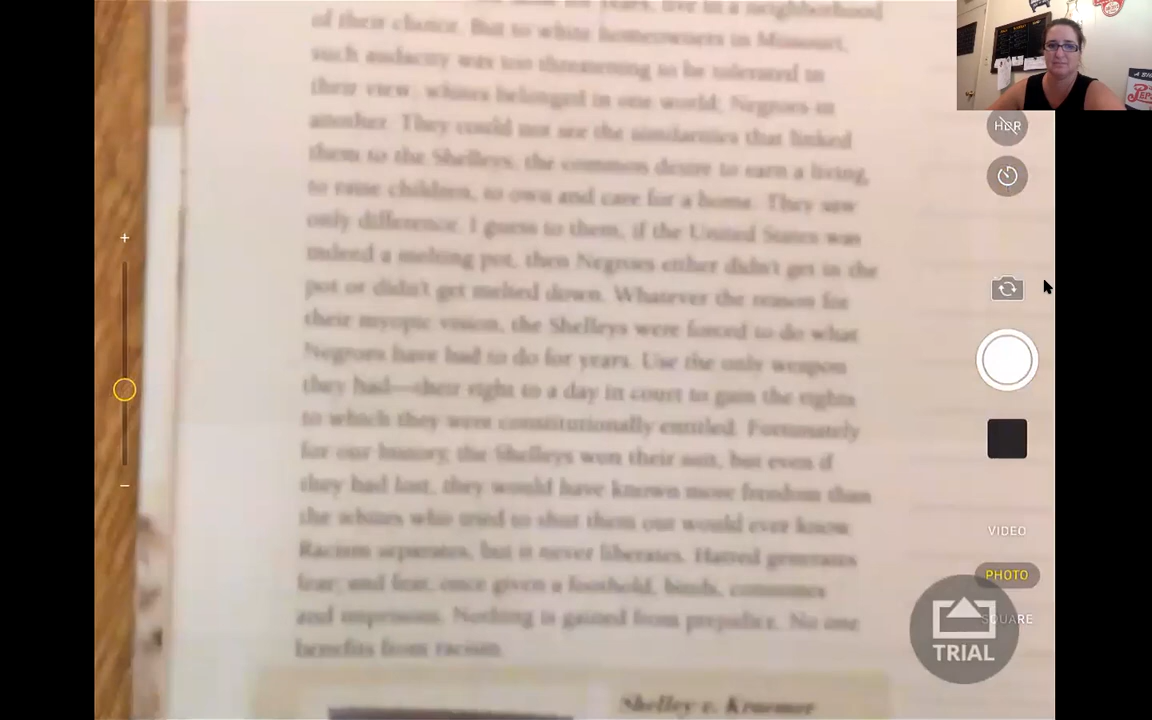 years, live in a neighborhood
of their choice. But to white homeowners in Missouri,
such audacity was too threatening to be tolerated in
their view, whites belonged in one world; Negroes in
another. They could not see the similarities that linked
them to the Shelleys, the common desire to earn a living,
to raise children, to own and care for a home. They saw
only difference. I guess to them, if the United States was
indeed a melting pot, then Negroes either didn't get in the
pot or didn't get melted down. Whatever the reason for
their myopic vision, the Shelleys were forced to do what
Negroes have had to do for years. Use the only weapon
they had—their right to a day in court to gain the rights
to which they were constitutionally entitled. Fortunately
for our history, the Shelleys won their suit, but even if
they had lost, they would have known more freedom than
the whites who tried to shut them out would ever know.
Racism separates, but it never liberates. Hatred generates
fear; and fear, once given a foothold, binds, consumes
and imprisons. Nothing is gained from prejudice. No one
benefits from racism.
Shelley v. Kraemer
HDR
VIDEO
PHOTO
SQUARE
TRIAL